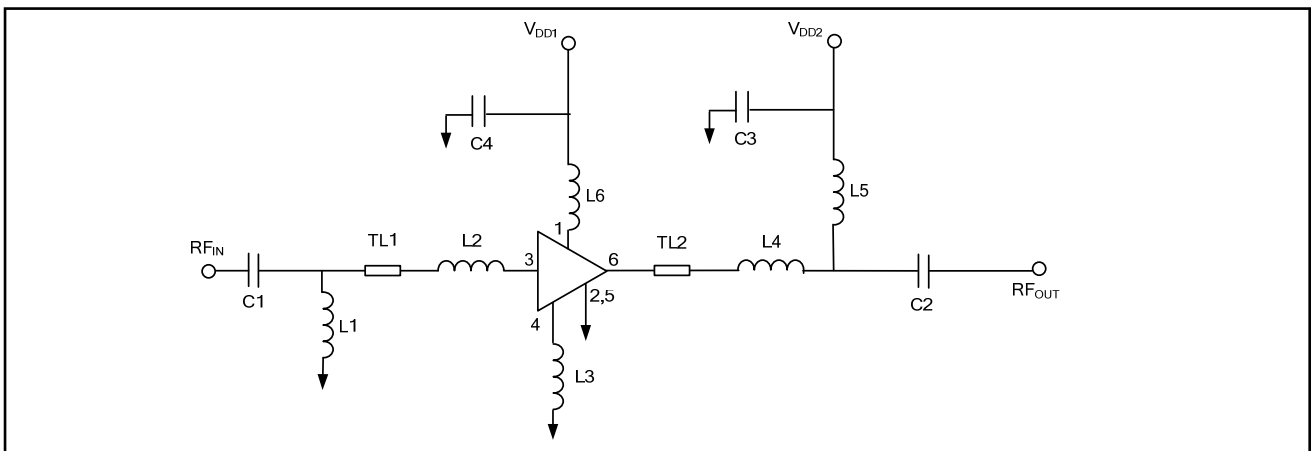 VDD1
VDD2
C4
C3
L6
L5
1
RFIN
TL1
L2
3
6
TL2
L4
C1
L1
2,5
4
C2
RFOUT
L3